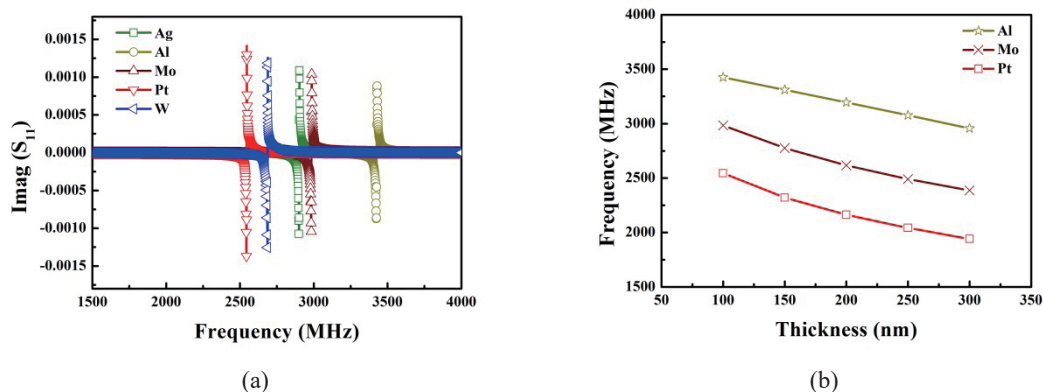 0.0015
0.0010
0.0005
0.0000
-0.0005
-0.0010
-0.0015
Imag (S11)
1500 2000 2500 3000 3500 4000
Frequency (MHz)
Ag
Al
Mo
Pt
W
(a)
4000
3500
3000
2500
2000
1500
Frequency (MHz)
50 100 150 200 250 300 350
Thickness (nm)
Al
Mo
Pt
(b)